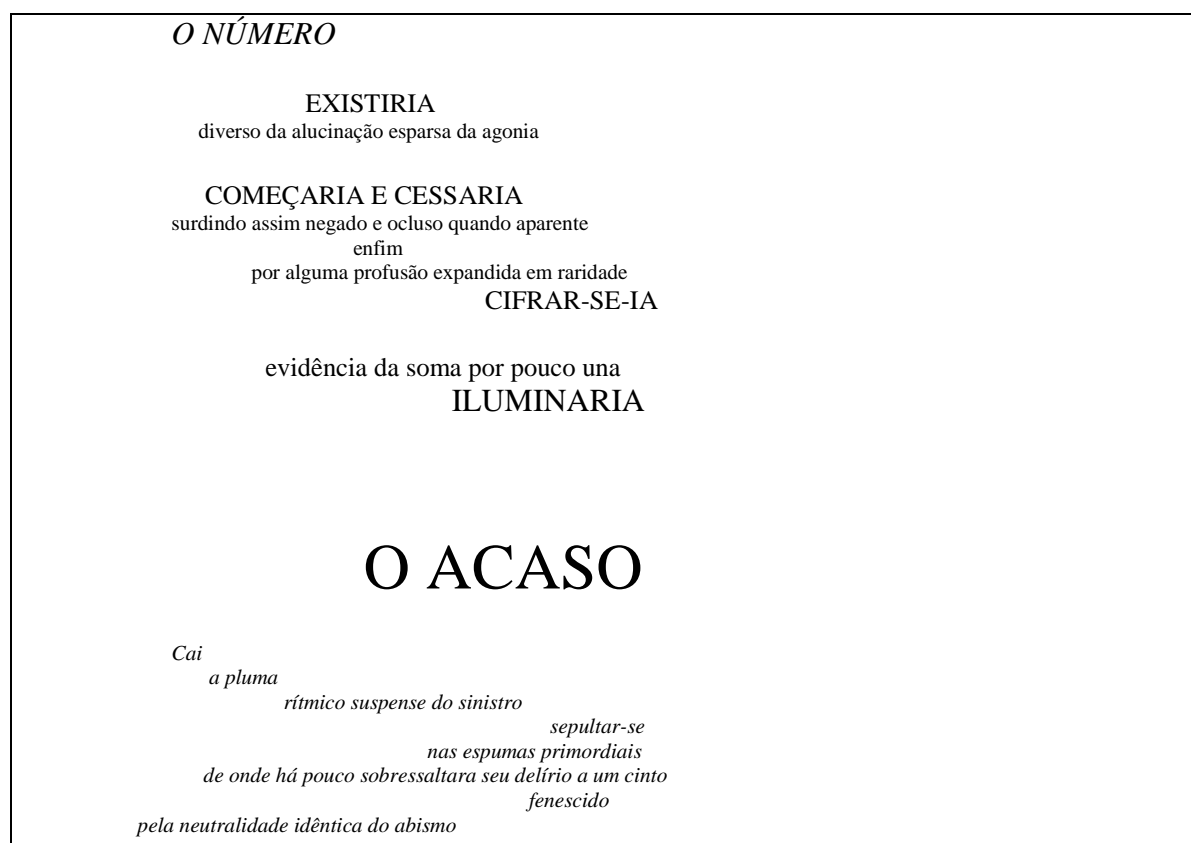 O NÚMERO
EXISTIRIA
diverso da alucinação esparsa da agonia
COMEÇARIA E CESSARIA
surdindo assim negado e ocluso quando aparente
enfim
por alguma profusão expandida em raridade
CIFRAR-SE-IA
evidência da soma por pouco una
ILUMINARIA
O ACASO
Cai
a pluma
rítmico suspense do sinistro
sepultar-se
nas espumas primordiais
de onde há pouco sobressaltara seu delírio a um cinto
fenescido
pela neutralidade idêntica do abismo